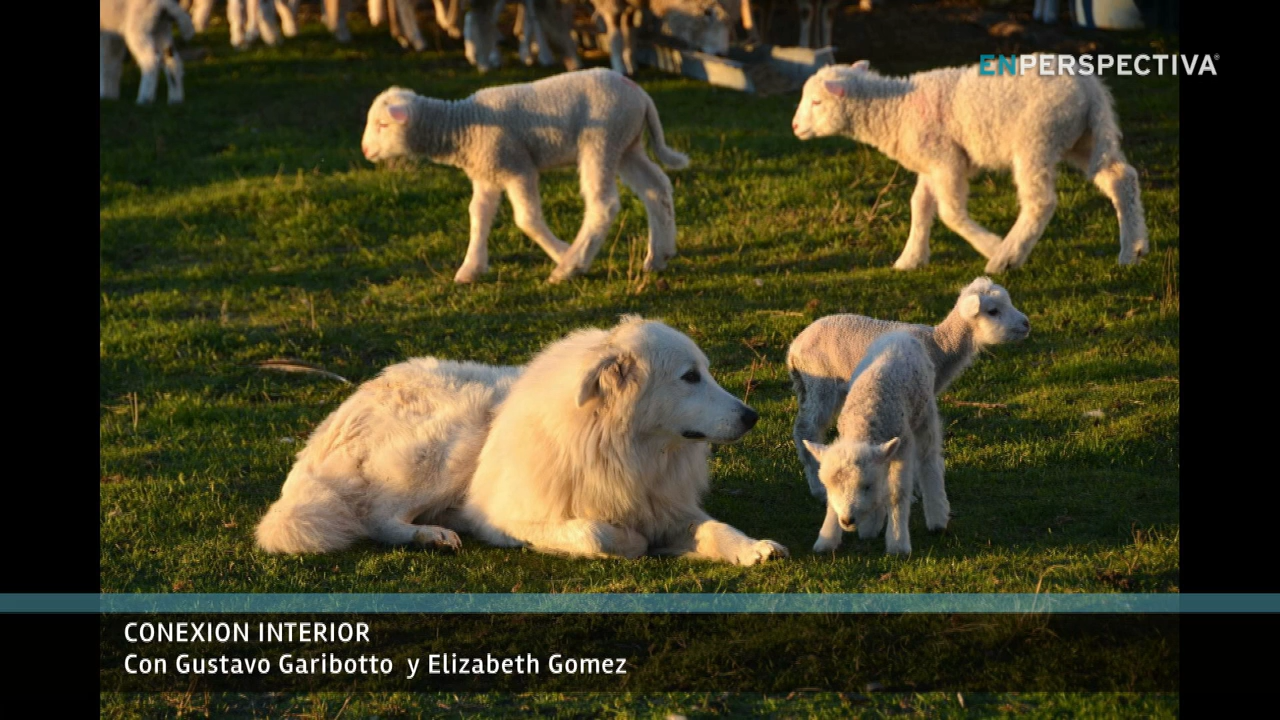 ENPERSPECTIVA®
CONEXION INTERIOR
Con Gustavo Garibotto y Elizabeth Gomez